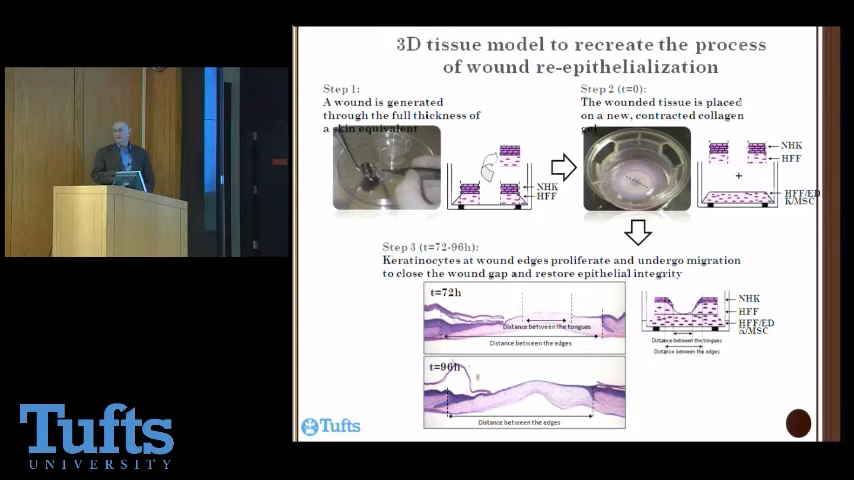 3D tissue model to recreate the process
of wound re-epithelialization
Step 1:
A wound is generated
through the full thickness of
a skin equivalent
NHK
HFF
Step 2 (t=0):
The wounded tissue is placed
on a new, contracted collagen
gel
NHK
HFF
+
HFF/ED
K/MSC
Step 3 (t=72-96h):
Keratinocytes at wound edges proliferate and undergo migration
to close the wound gap and restore epithelial integrity
t=72h
Distance between the tongues
Distance between the edges
NHK
HFF
HFF/ED
K/MSC
Distance between the tongues
Distance between the edges
t=96h
Distance between the edges
Tufts
Tufts
UNIVERSITY